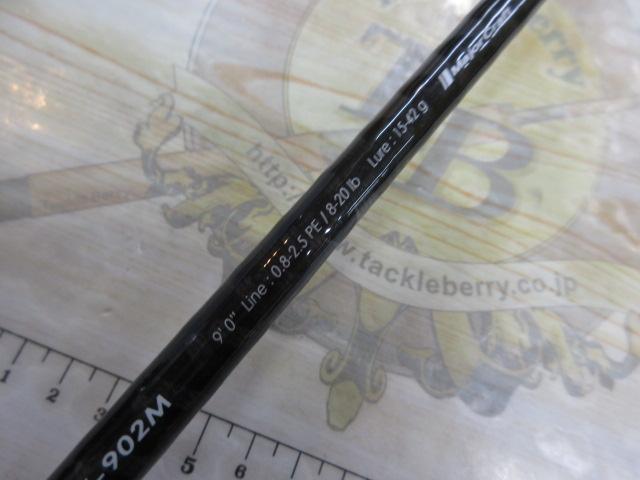 -902M
9' 0" Line : 0.8-2.5 PE / 8-20 lb Lure : 15-42 g
TB
http:/
www.tackleberry.co.jp
1 2 3 5 6